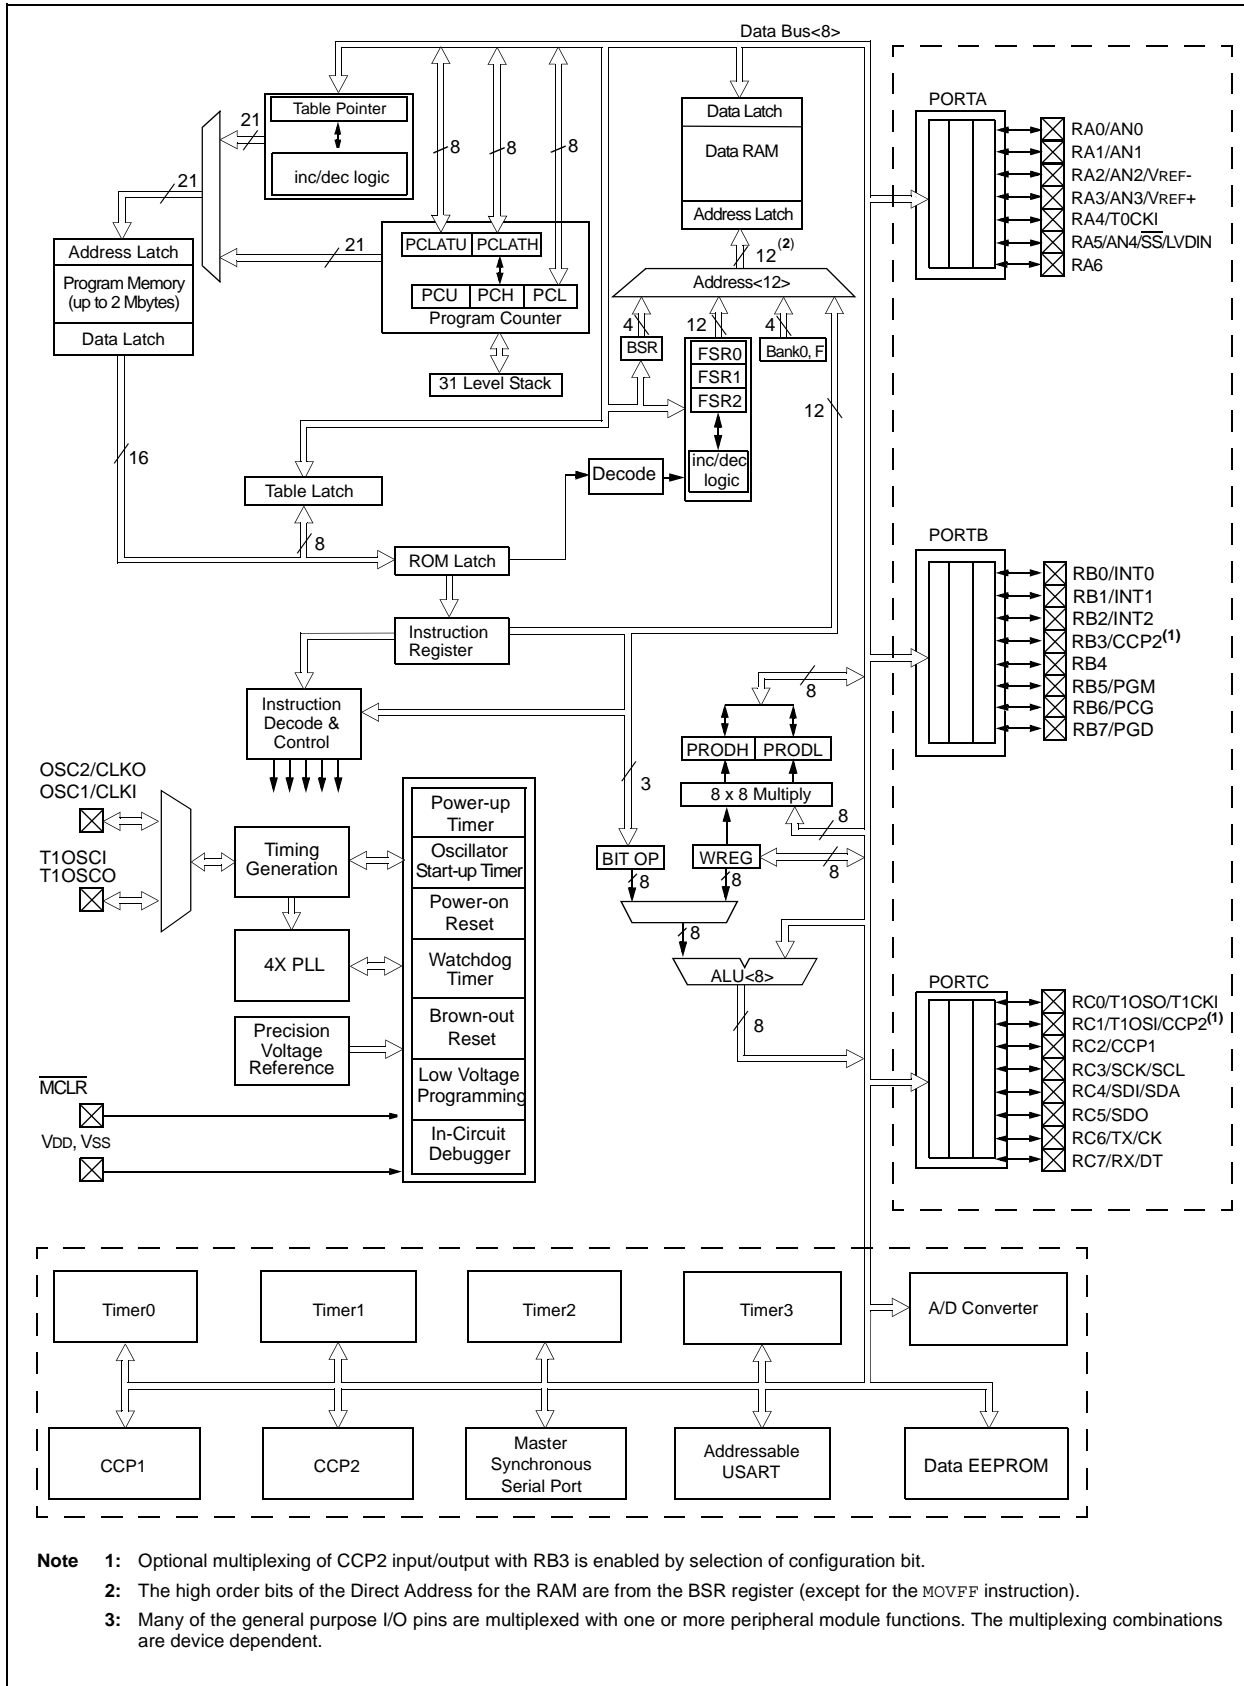 Data Bus<8>
PORTA
Table Pointer
Data Latch
21
8
8
8
RA0/AN0
RA1/AN1
Data RAM
inc/dec logic
RA2/AN2/VREF-
21
RA3/AN3/VREF+
Address Latch
RA4/T0CKI
21
PCLATU
PCLATH
12(2)
RA5/AN4/SS/LVDIN
Address Latch
RA6
Program Memory
(up to 2 Mbytes)
Address<12>
PCU
PCH
PCL
Program Counter
4
12
4
Data Latch
BSR
FSR0
Bank0, F
FSR1
31 Level Stack
FSR2
12
16
inc/dec
logic
Decode
Table Latch
8
PORTB
ROM Latch
RB0/INT0
RB1/INT1
RB2/INT2
Instruction
Register
RB3/CCP2(1)
RB4
8
RB5/PGM
Instruction
Decode &
Control
RB6/PCG
RB7/PGD
PRODH
PRODL
OSC2/CLKO
OSC1/CLKI
3
8 x 8 Multiply
Power-up
Timer
8
T1OSCI
T1OSCO
Timing
Generation
Oscillator
Start-up Timer
BIT OP
WREG
8
8
8
Power-on
Reset
8
4X PLL
Watchdog
Timer
ALU<8>
PORTC
RC0/T1OSO/T1CKI
Brown-out
Reset
8
RC1/T1OSI/CCP2(1)
Precision
Voltage
Reference
RC2/CCP1
RC3/SCK/SCL
MCLR
Low Voltage
Programming
RC4/SDI/SDA
RC5/SDO
VDD, VSS
In-Circuit
Debugger
RC6/TX/CK
RC7/RX/DT
Timer0
Timer1
Timer2
Timer3
A/D Converter
CCP1
CCP2
Master
Synchronous
Serial Port
Addressable
USART
Data EEPROM
Note 1: Optional multiplexing of CCP2 input/output with RB3 is enabled by selection of configuration bit.
2: The high order bits of the Direct Address for the RAM are from the BSR register (except for the MOVFF instruction).
3: Many of the general purpose I/O pins are multiplexed with one or more peripheral module functions. The multiplexing combinations
are device dependent.